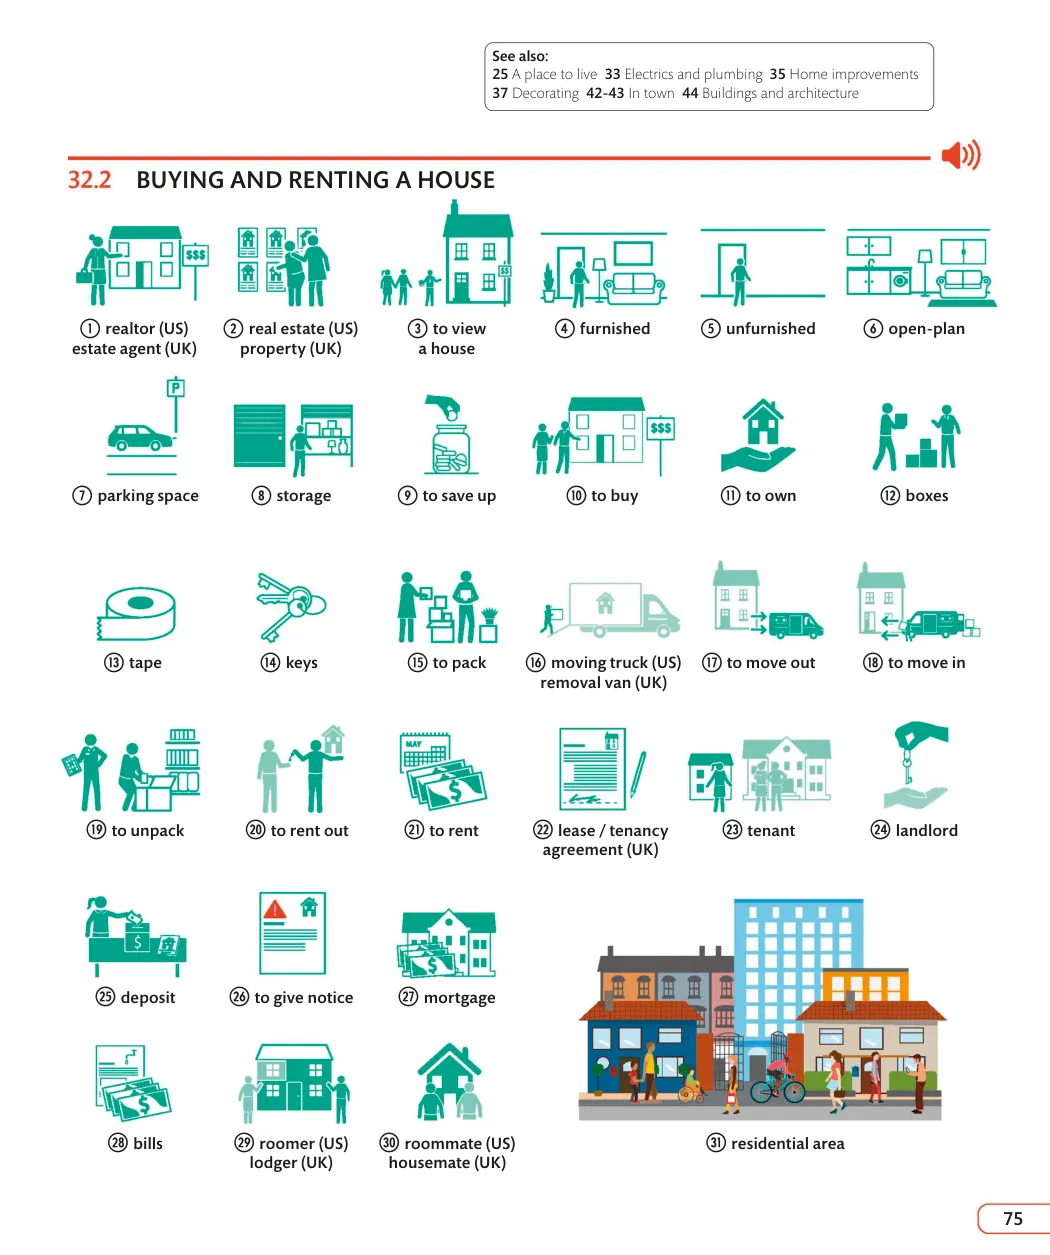 See also:
25 A place to live 33 Electrics and plumbing 35 Home improvements
37 Decorating 42-43 In town 44 Buildings and architecture
32.2 BUYING AND RENTING A HOUSE
$$$
$$
① realtor (US)
estate agent (UK)
② real estate (US)
property (UK)
③ to view
a house
④ furnished
⑤ unfurnished
⑥ open-plan
P
$$$
⑦ parking space
⑧ storage
⑨ to save up
⑩ to buy
⑪ to own
⑫ boxes
⑬ tape
⑭ keys
⑮ to pack
⑯ moving truck (US)
removal van (UK)
⑰ to move out
⑱ to move in
MAY
$
⑲ to unpack
⑳ to rent out
㉑ to rent
㉒ lease / tenancy
agreement (UK)
㉓ tenant
㉔ landlord
$
!
$
㉕ deposit
㉖ to give notice
㉗ mortgage
$
㉘ bills
㉙ roomer (US)
lodger (UK)
㉚ roommate (US)
housemate (UK)
㉛ residential area
75